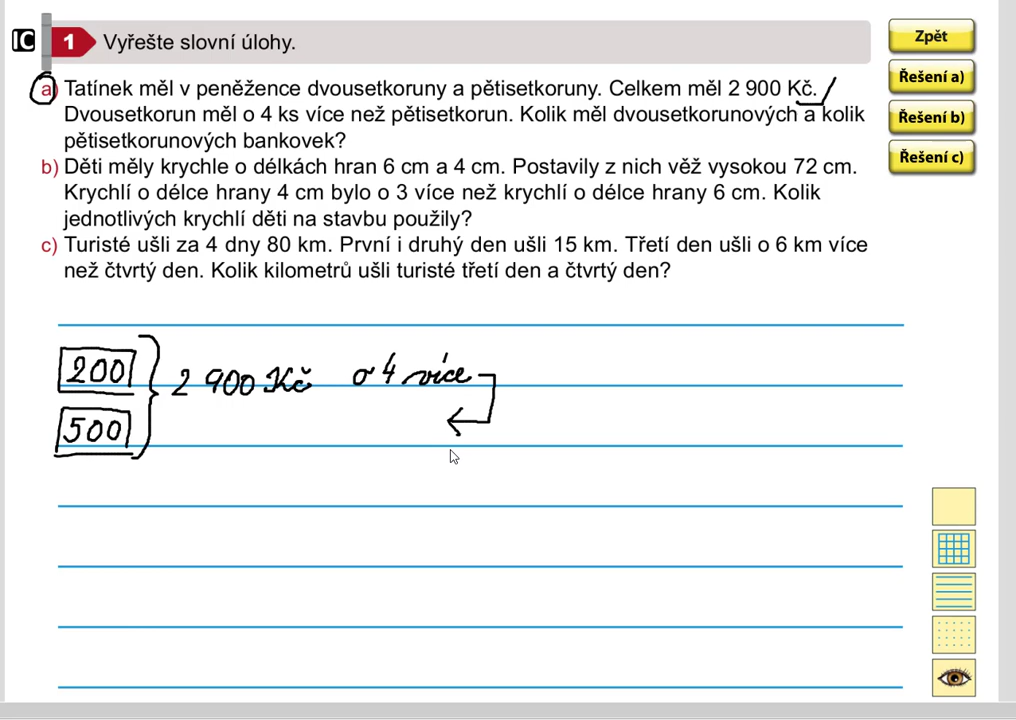 IC
1 Vyřešte slovní úlohy.
Zpět
Řešení a)
Řešení b)
Řešení c)
a) Tatínek měl v peněžence dvousetkoruny a pětisetkoruny. Celkem měl 2 900 Kč.
Dvousetkorun měl o 4 ks více než pětisetkorun. Kolik měl dvousetkorunových a kolik
pětisetkorunových bankovek?
b) Děti měly krychle o délkách hran 6 cm a 4 cm. Postavily z nich věž vysokou 72 cm.
Krychlí o délce hrany 4 cm bylo o 3 více než krychlí o délce hrany 6 cm. Kolik
jednotlivých krychlí děti na stavbu použily?
c) Turisté ušli za 4 dny 80 km. První i druhý den ušli 15 km. Třetí den ušli o 6 km více
než čtvrtý den. Kolik kilometrů ušli turisté třetí den a čtvrtý den?
200
2 900 Kč o 4 více
500